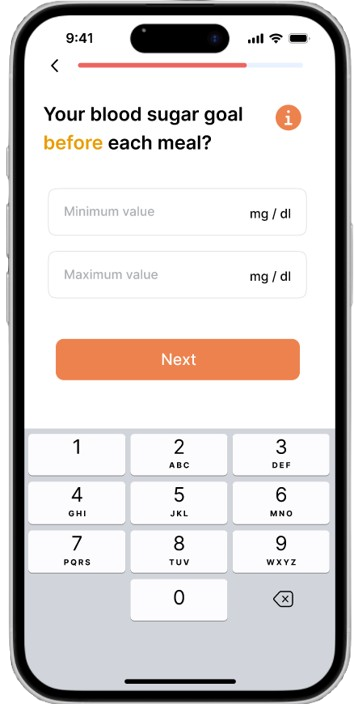 9:41
Your blood sugar goal
before each meal?
i
Minimum value mg / dl
Maximum value mg / dl
Next
1 2 3
ABC DEF
4 5 6
GHI JKL MNO
7 8 9
PQRS TUV WXYZ
0